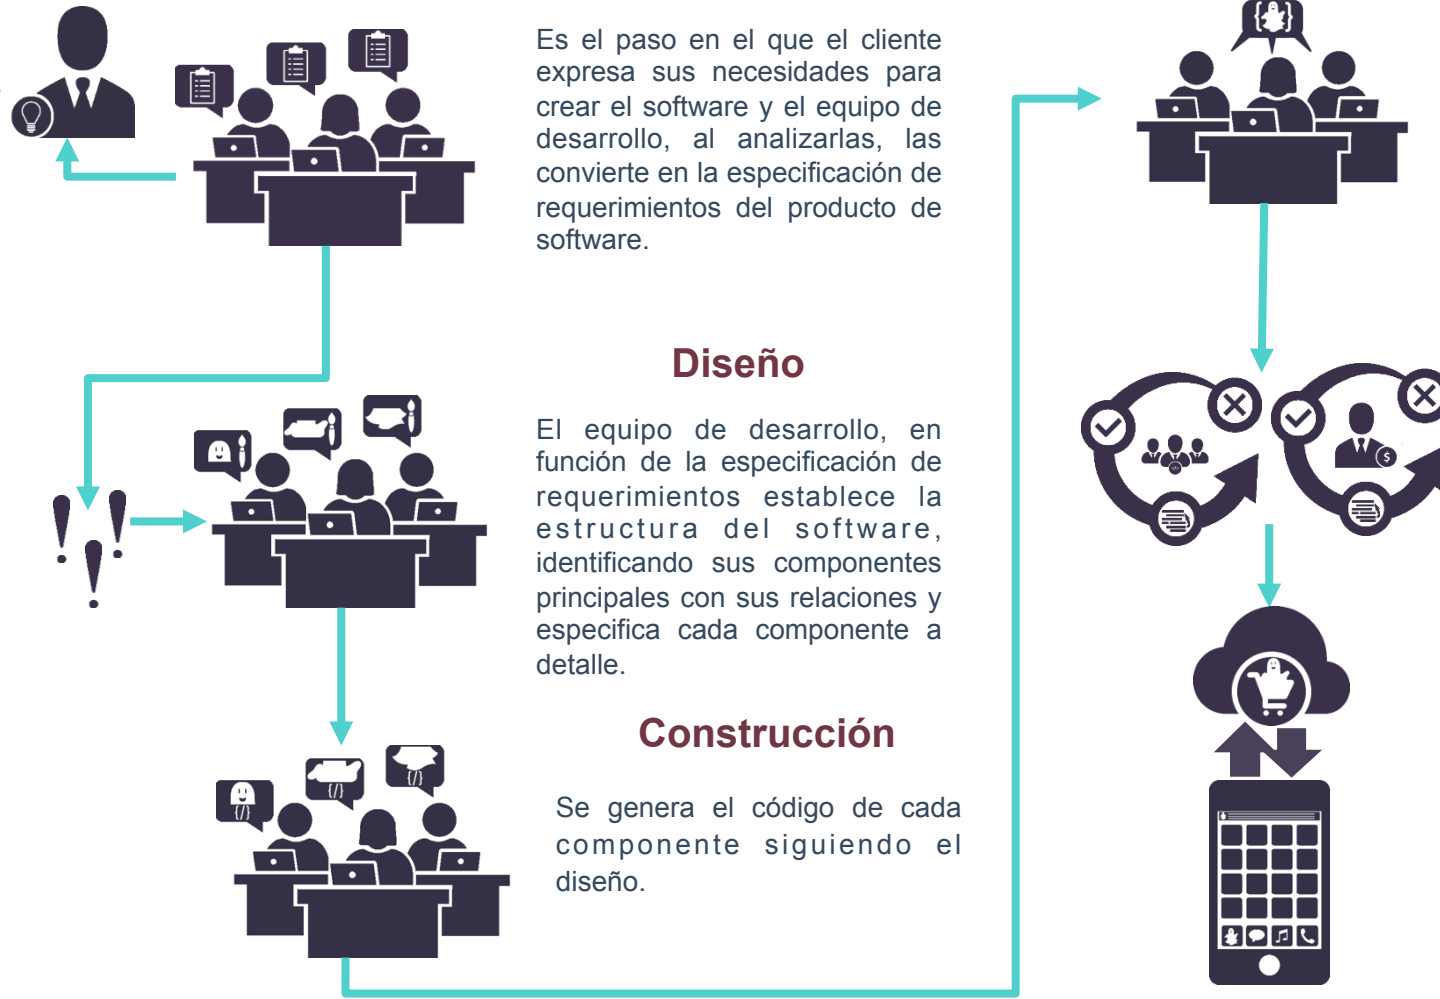 Es el paso en el que el cliente
expresa sus necesidades para
crear el software y el equipo de
desarrollo, al analizarlas, las
convierte en la especificación de
requerimientos del producto de
software.
Diseño
El equipo de desarrollo, en
función de la especificación de
requerimientos establece la
estructura del software,
identificando sus componentes
principales con sus relaciones y
especifica cada componente a
detalle.
Construcción
Se genera el código de cada
componente siguiendo el
diseño.